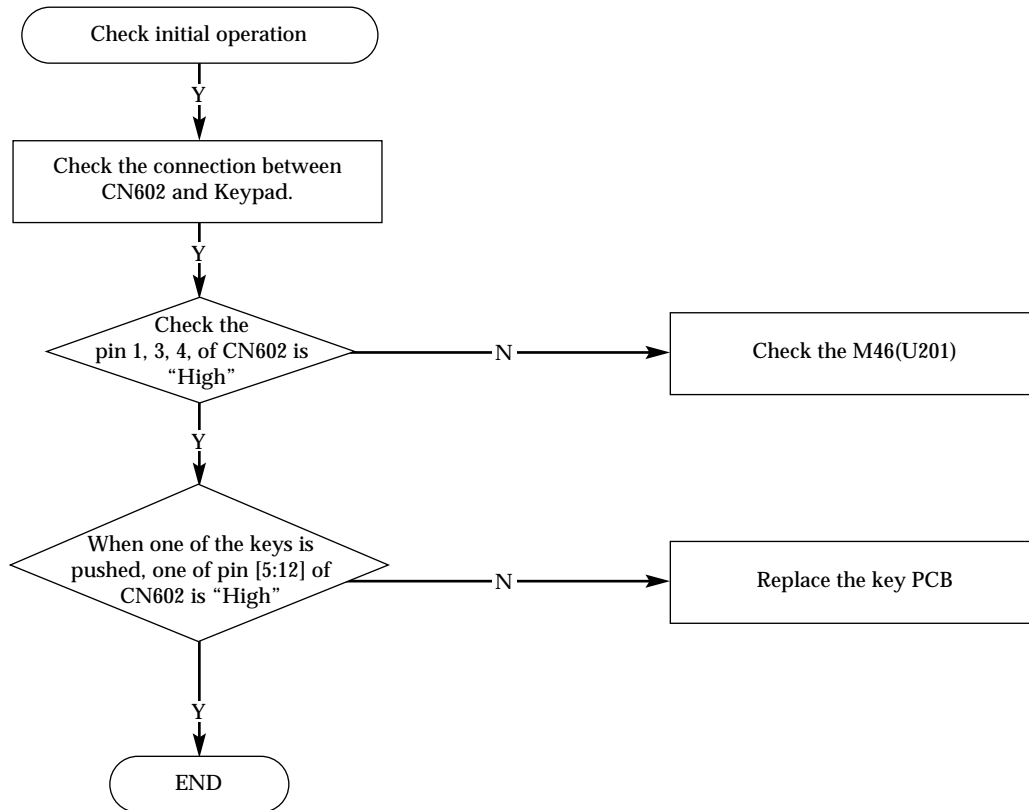 Check initial operation
Y
Check the connection between
CN602 and Keypad.
Y
Check the
pin 1, 3, 4, of CN602 is
“High”
N
Check the M46(U201)
Y
When one of the keys is
pushed, one of pin [5:12] of
CN602 is “High”
N
Replace the key PCB
Y
END